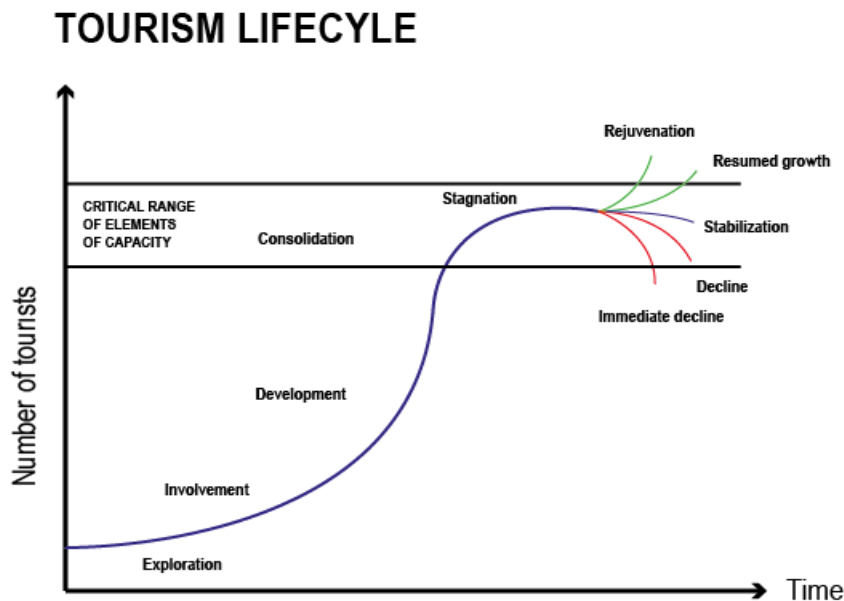 TOURISM LIFECYLE
Rejuvenation
Resumed growth
Stagnation
CRITICAL RANGE
OF ELEMENTS
OF CAPACITY
Consolidation
Stabilization
Decline
Immediate decline
Number of tourists
Development
Involvement
Exploration
Time